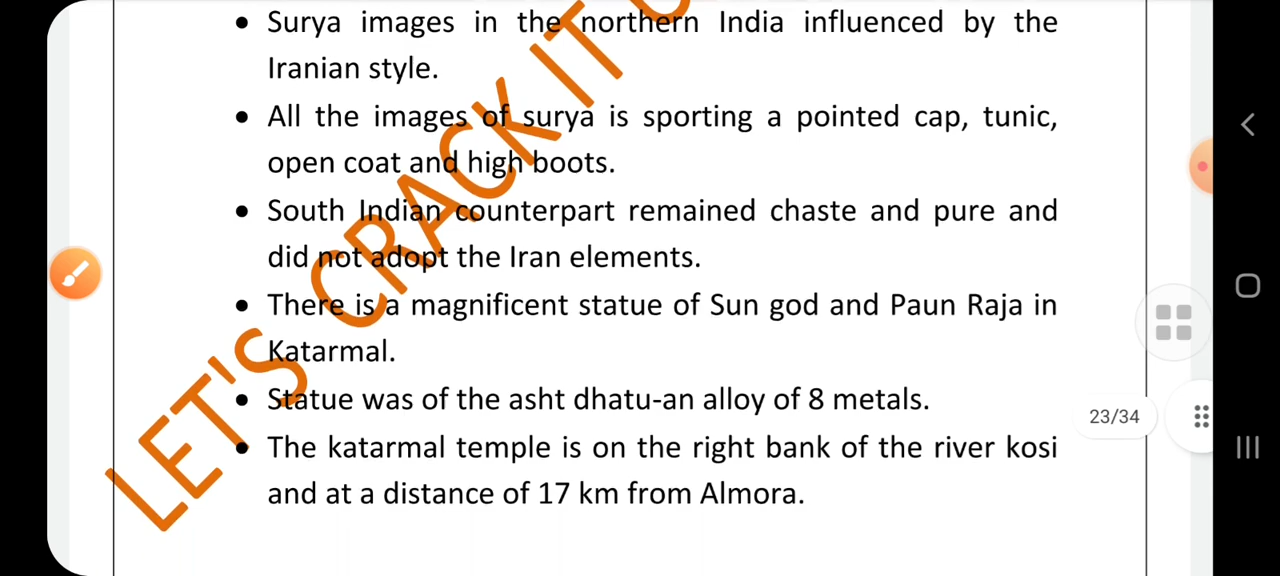 • Surya images in the northern India influenced by the
Iranian style.
• All the images of surya is sporting a pointed cap, tunic,
open coat and high boots.
• South Indian counterpart remained chaste and pure and
did not adopt the Iran elements.
• There is a magnificent statue of Sun god and Paun Raja in
Katarmal.
• Statue was of the asht dhatu-an alloy of 8 metals.
23/34
• The katarmal temple is on the right bank of the river kosi
and at a distance of 17 km from Almora.
LET'S CRACK IT